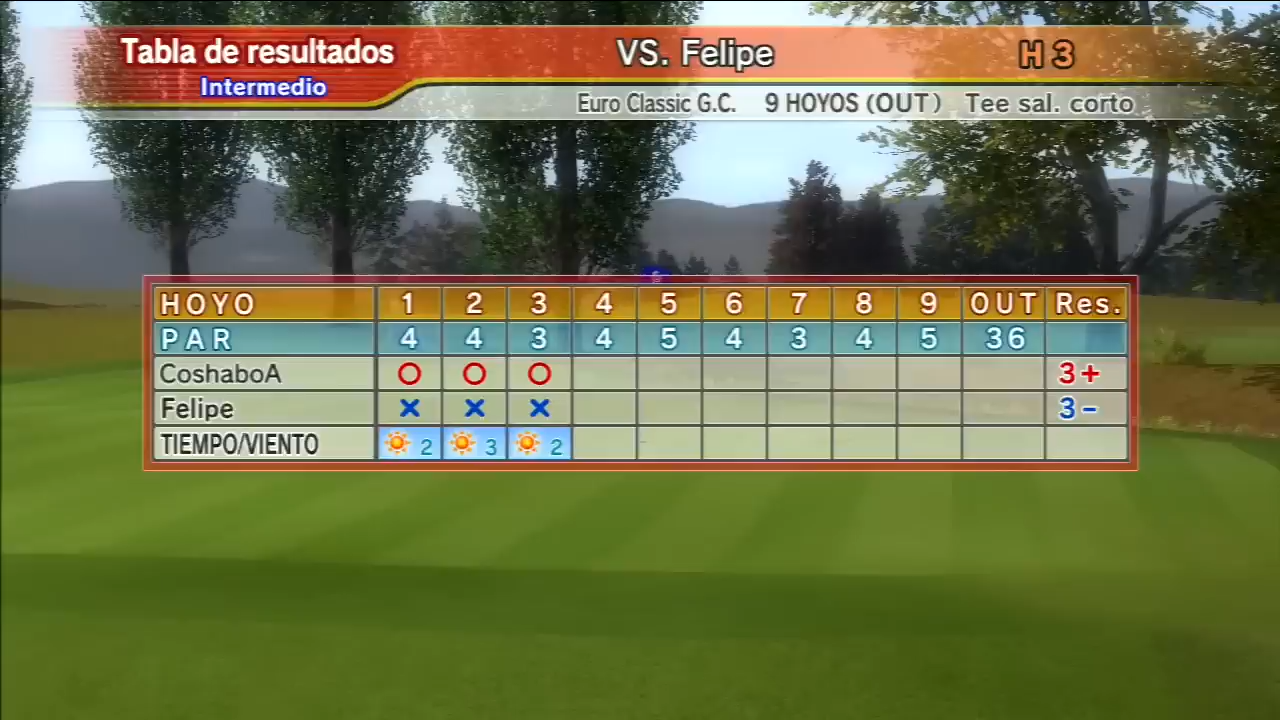 Tabla de resultados
VS. Felipe
H 3
Intermedio
Euro Classic G.C. 9 HOYOS (OUT) Tee sal. corto
HOYO 1 2 3 4 5 6 7 8 9 OUT Res.
PAR 4 4 3 4 5 4 3 4 5 36
CoshaboA ○ ○ ○ 3+
Felipe × × × 3-
TIEMPO/VIENTO 2 3 2